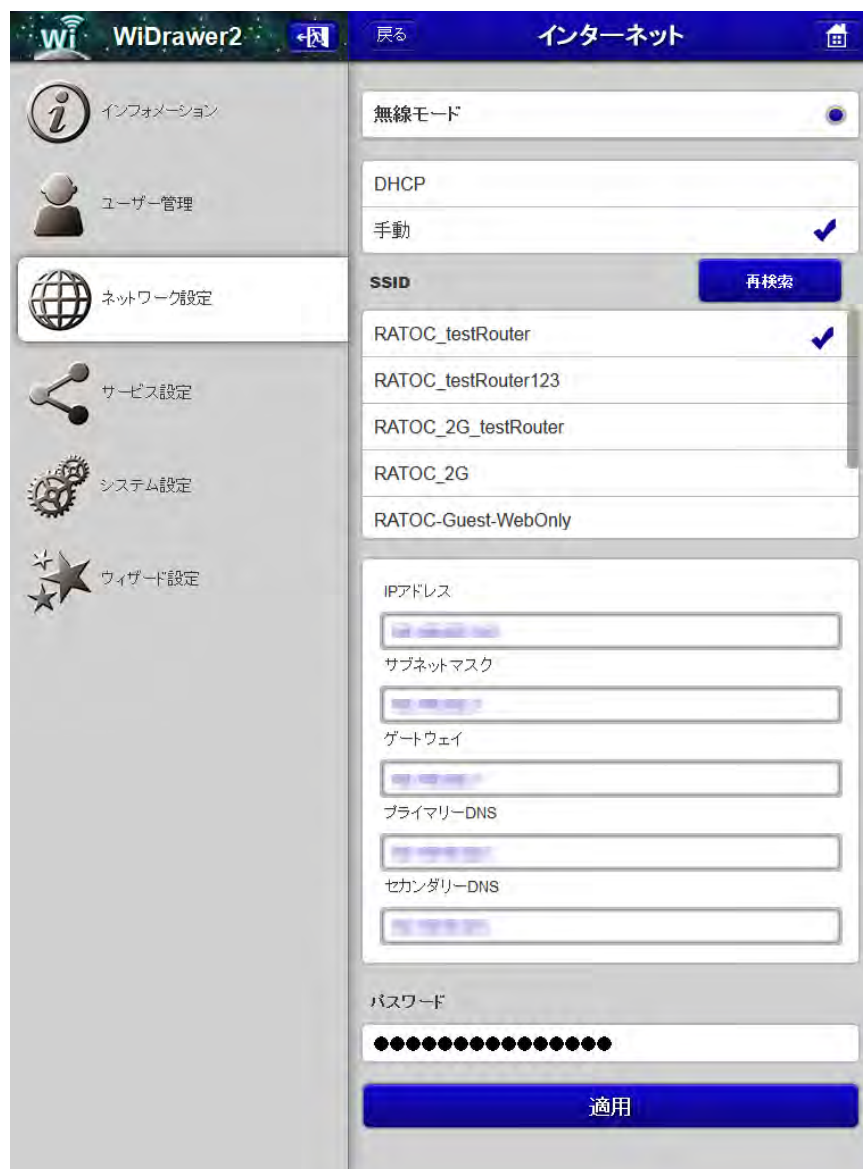 Wi WiDrawer2
戻る インターネット
インフォメーション
ユーザー管理
ネットワーク設定
サービス設定
システム設定
ウィザード設定
無線モード
DHCP
手動
SSID 再検索
RATOC_testRouter
RATOC_testRouter123
RATOC_2G_testRouter
RATOC_2G
RATOC-Guest-WebOnly
IPアドレス
サブネットマスク
ゲートウェイ
プライマリーDNS
セカンダリーDNS
パスワード
●●●●●●●●●●●●●●●
適用